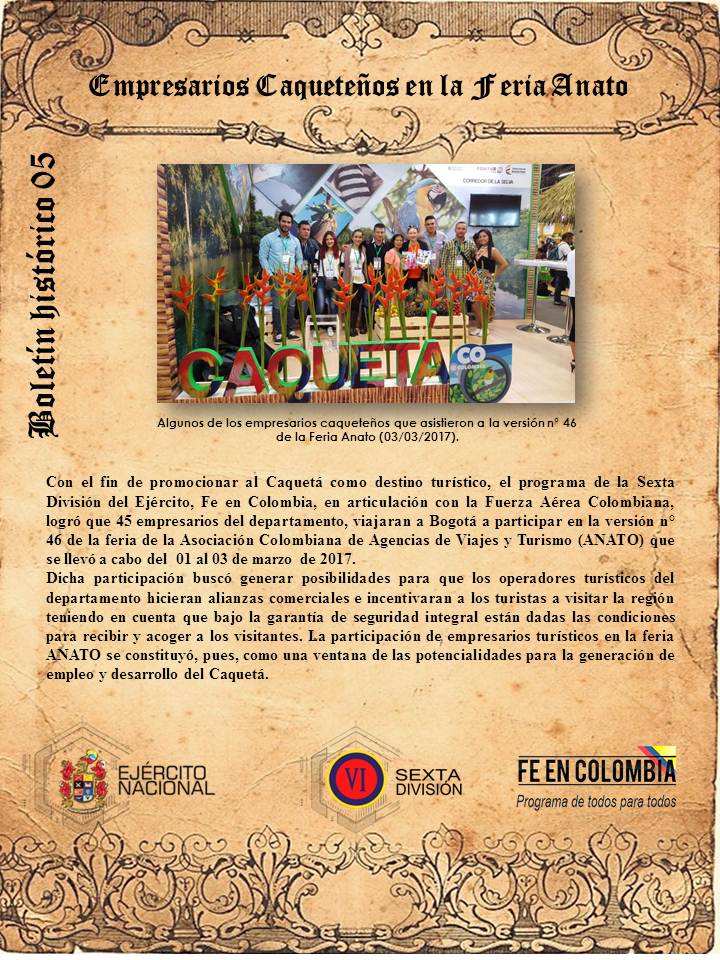 Empresarios Caqueteños en la Feria Anato
Boletín histórico 05
CORREDOR DE LA SELVA
CAQUETÁ
CO
COLOMBIA
Algunos de los empresarios caqueteños que asistieron a la versión n° 46
de la Feria Anato (03/03/2017).
Con el fin de promocionar al Caquetá como destino turístico, el programa de la Sexta
División del Ejército, Fe en Colombia, en articulación con la Fuerza Aérea Colombiana,
logró que 45 empresarios del departamento, viajaran a Bogotá a participar en la versión n°
46 de la feria de la Asociación Colombiana de Agencias de Viajes y Turismo (ANATO) que
se llevó a cabo del 01 al 03 de marzo de 2017.
Dicha participación buscó generar posibilidades para que los operadores turísticos del
departamento hicieran alianzas comerciales e incentivaran a los turistas a visitar la región
teniendo en cuenta que bajo la garantía de seguridad integral están dadas las condiciones
para recibir y acoger a los visitantes. La participación de empresarios turísticos en la feria
ANATO se constituyó, pues, como una ventana de las potencialidades para la generación de
empleo y desarrollo del Caquetá.
EJÉRCITO
NACIONAL
VI
SEXTA
DIVISIÓN
FE EN COLOMBIA
Programa de todos para todos